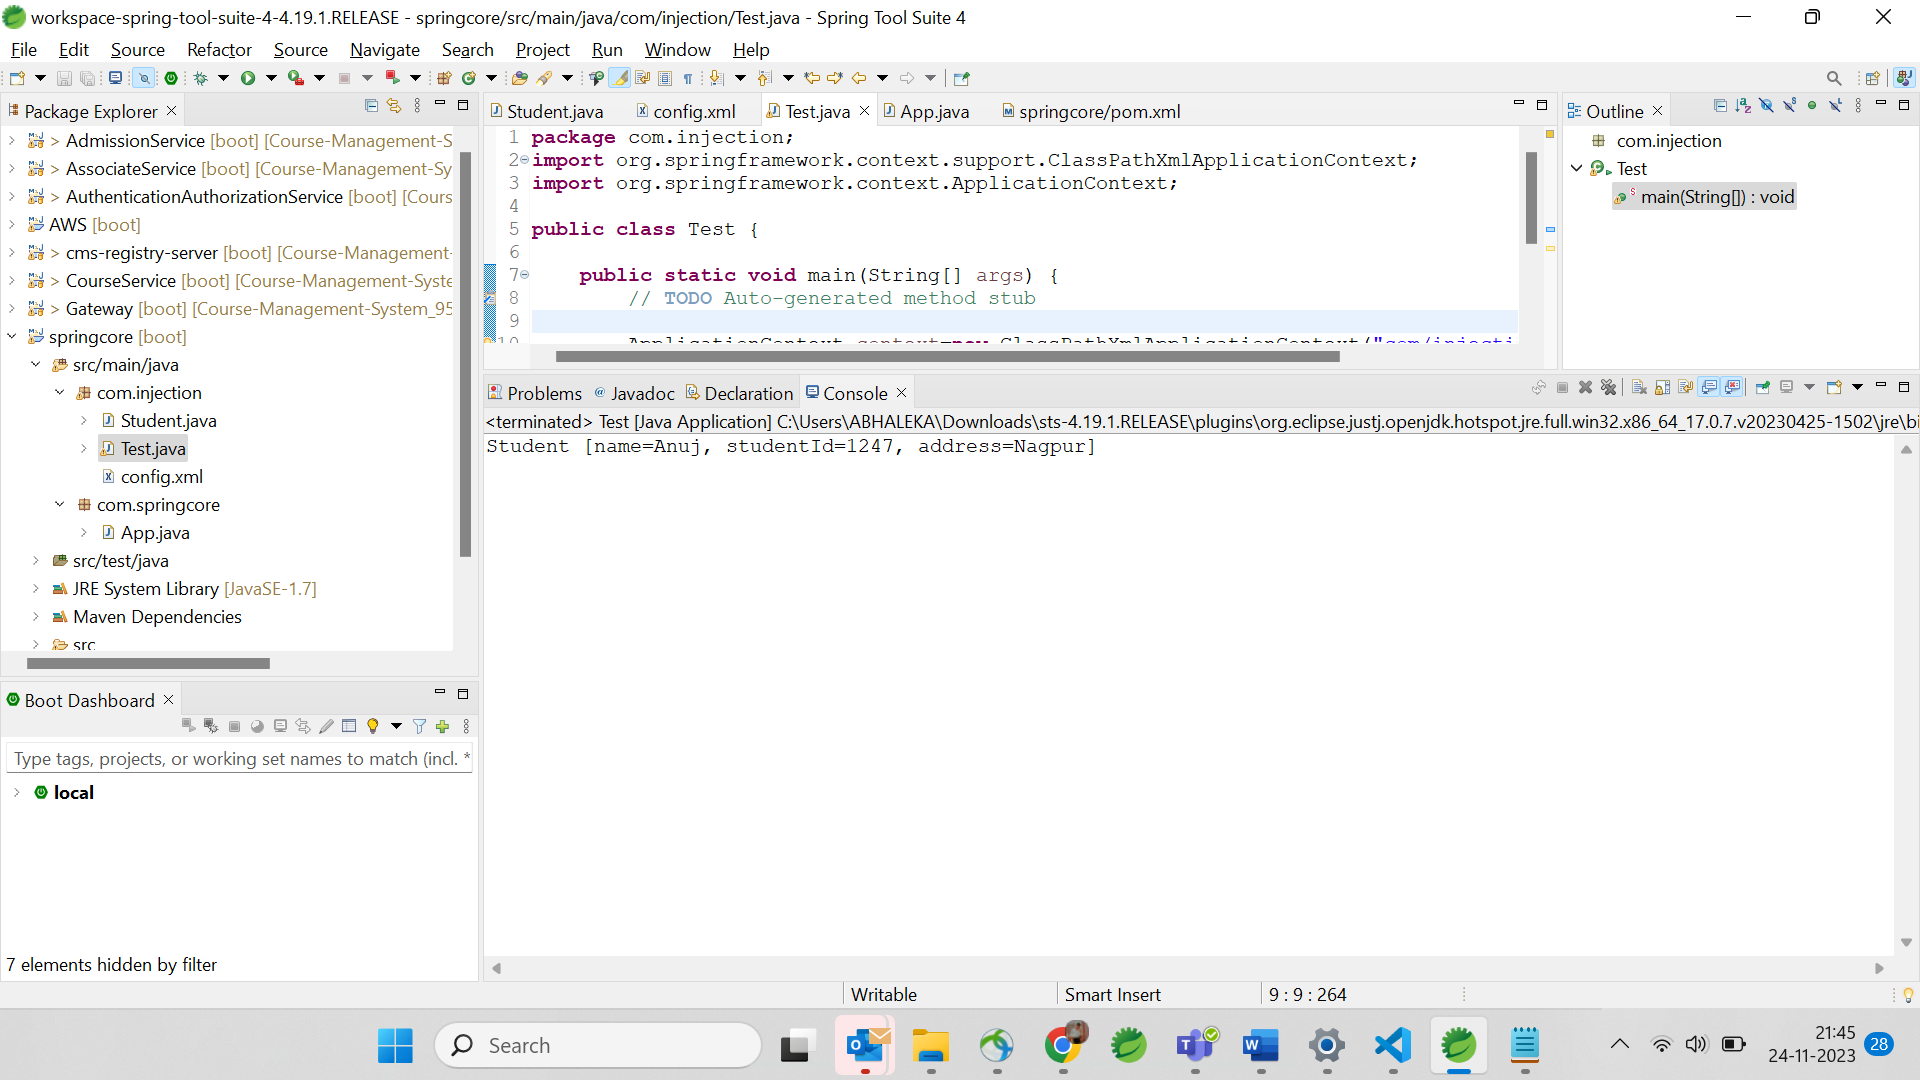 workspace-spring-tool-suite-4-4.19.1.RELEASE - springcore/src/main/java/com/injection/Test.java - Spring Tool Suite 4
File Edit Source Refactor Source Navigate Search Project Run Window Help
Package Explorer
> AdmissionService [boot] [Course-Management-S
> AssociateService [boot] [Course-Management-Sy
> AuthenticationAuthorizationService [boot] [Cours
AWS [boot]
> cms-registry-server [boot] [Course-Management-
> CourseService [boot] [Course-Management-Syste
> Gateway [boot] [Course-Management-System_95
springcore [boot]
src/main/java
com.injection
Student.java
Test.java
config.xml
com.springcore
App.java
src/test/java
JRE System Library [JavaSE-1.7]
Maven Dependencies
src
Boot Dashboard
Type tags, projects, or working set names to match (incl. *
local
7 elements hidden by filter
Student.java config.xml Test.java App.java springcore/pom.xml
1 package com.injection;
2 import org.springframework.context.support.ClassPathXmlApplicationContext;
3 import org.springframework.context.ApplicationContext;
4
5 public class Test {
6
7 public static void main(String[] args) {
8 // TODO Auto-generated method stub
9
10 ApplicationContext context=new ClassPathXmlApplicationContext("com/injecti
Outline
com.injection
Test
main(String[]) : void
Problems Javadoc Declaration Console
<terminated> Test [Java Application] C:\Users\ABHALEKA\Downloads\sts-4.19.1.RELEASE\plugins\org.eclipse.justj.openjdk.hotspot.jre.full.win32.x86_64_17.0.7.v20230425-1502\jre\bi
Student [name=Anuj, studentId=1247, address=Nagpur]
Writable Smart Insert 9 : 9 : 264
Search
21:45
24-11-2023
28